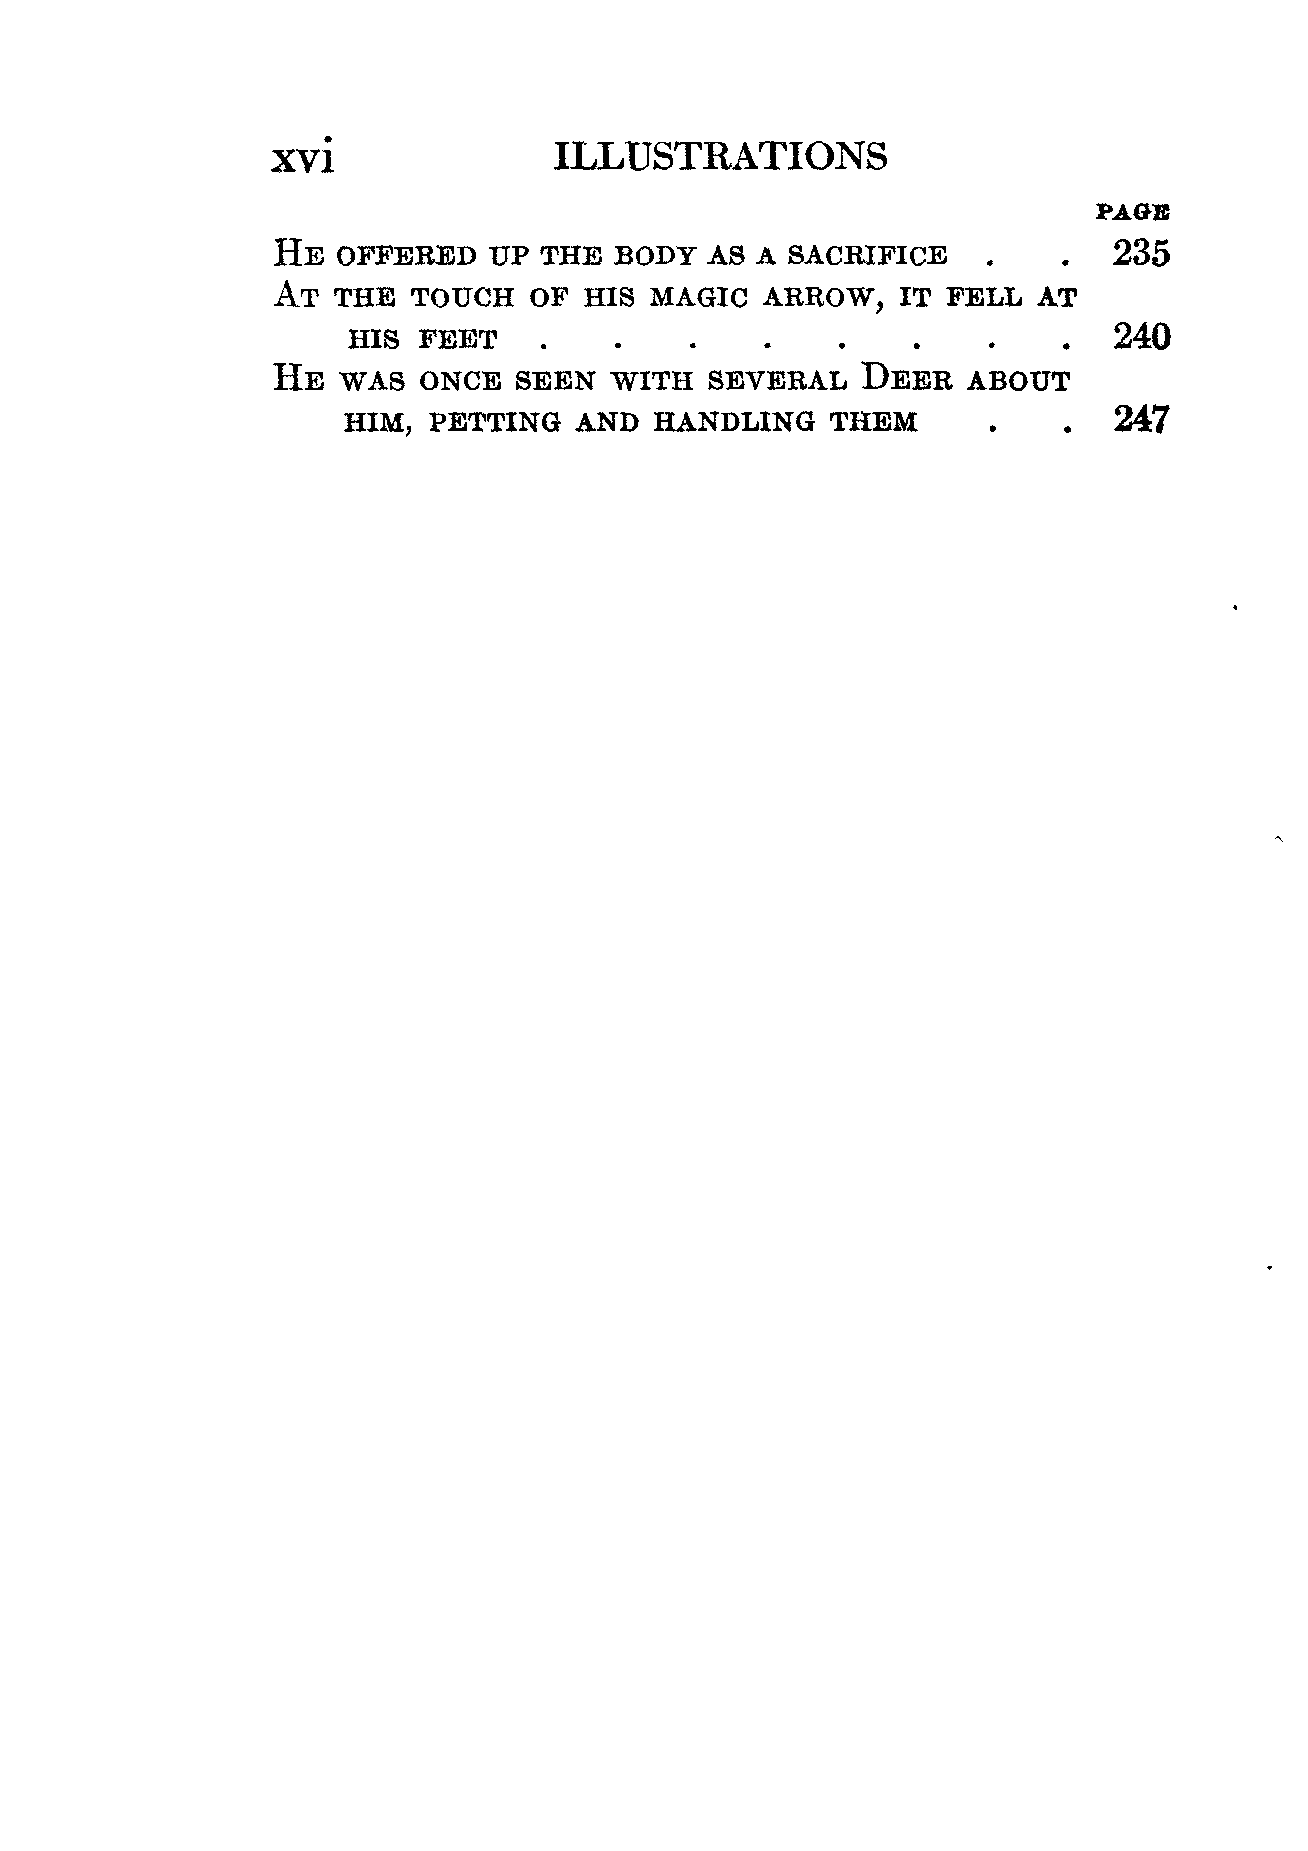 xvi ILLUSTRATIONS
PAGE
HE OFFERED UP THE BODY AS A SACRIFICE . . 235
AT THE TOUCH OF HIS MAGIC ARROW, IT FELL AT
HIS FEET . . . . . . . . 240
HE WAS ONCE SEEN WITH SEVERAL DEER ABOUT
HIM, PETTING AND HANDLING THEM . . 247